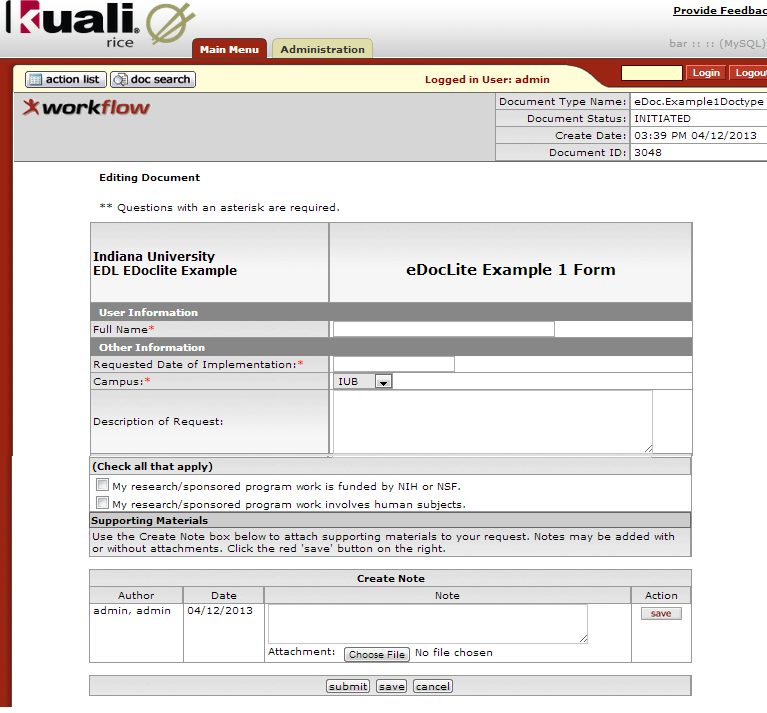 Kuali®
rice
Provide Feedbac
Main Menu
Administration
bar :: :: (MySQL)
action list
doc search
Logged in User: admin
Login
Logou
workflow
Document Type Name: eDoc.Example1Doctype
Document Status: INITIATED
Create Date: 03:39 PM 04/12/2013
Document ID: 3048
Editing Document
** Questions with an asterisk are required.
Indiana University
EDL EDoclite Example
eDocLite Example 1 Form
User Information
Full Name*
Other Information
Requested Date of Implementation:*
Campus:* IUB
Description of Request:
(Check all that apply)
My research/sponsored program work is funded by NIH or NSF.
My research/sponsored program work involves human subjects.
Supporting Materials
Use the Create Note box below to attach supporting materials to your request. Notes may be added with
or without attachments. Click the red 'save' button on the right.
Create Note
Author Date Note Action
admin, admin 04/12/2013 save
Attachment: Choose File No file chosen
submit save cancel